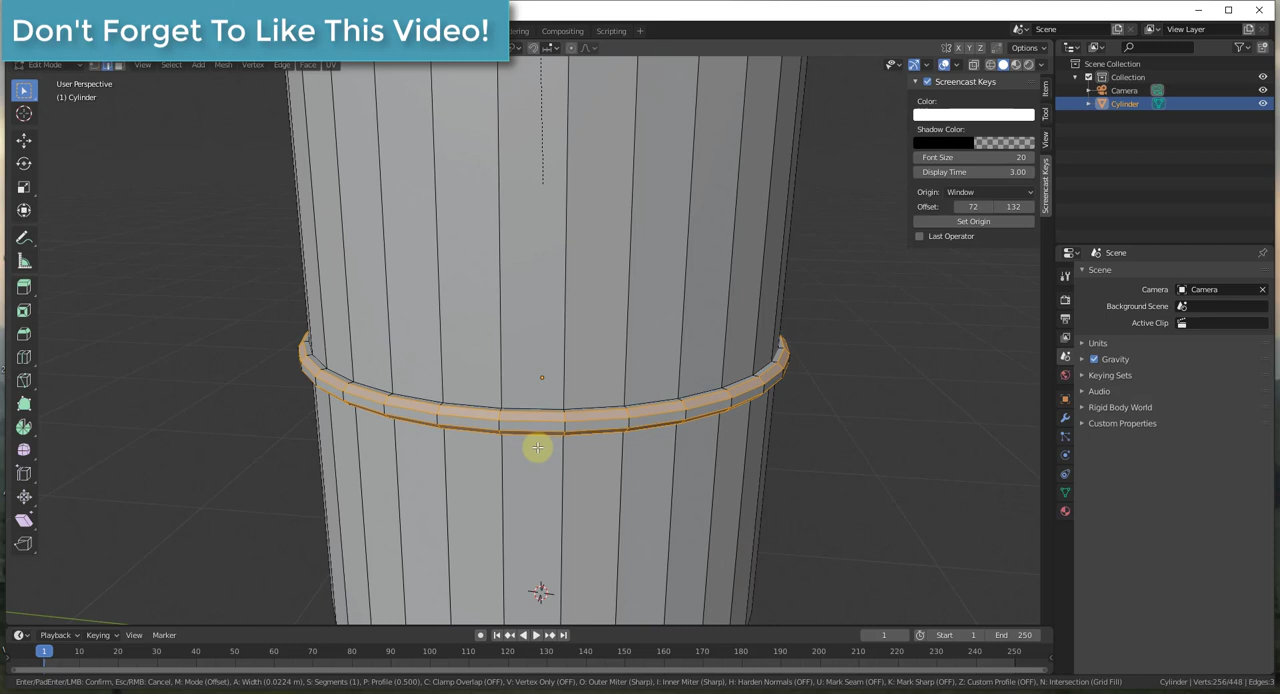 Don't Forget To Like This Video!
Compositing
Scripting
+
Scene
View Layer
Edit Mode
View
Select
Add
Mesh
Vertex
Edge
Face
UV
X
Y
Z
Options
User Perspective
(1) Cylinder
Screencast Keys
Color:
Shadow Color:
Font Size 20
Display Time 3.00
Origin: Window
Offset: 72 132
Set Origin
Last Operator
Item
Tool
View
Screencast Keys
Scene Collection
Collection
Camera
Cylinder
Scene
Scene
Camera Camera
Background Scene
Active Clip
Units
Gravity
Keying Sets
Audio
Rigid Body World
Custom Properties
Playback
Keying
View
Marker
1
Start 1
End 250
1 10 20 30 40 50 60 70 80 90 100 110 120 130 140 150 160 170 180 190 200 210 220 230 240 250
Enter/PadEnter/LMB: Confirm, Esc/RMB: Cancel, M: Mode (Offset), A: Width (0.0224 m), S: Segments (1), P: Profile (0.500), C: Clamp Overlap (OFF), V: Vertex Only (OFF), O: Outer Miter (Sharp), I: Inner Miter (Sharp), H: Harden Normals (OFF), U: Mark Seam (OFF), K: Mark Sharp (OFF), Z: Custom Profile (OFF), N: Intersection (Grid Fill)
Cylinder | Verts:256/448 | Edges:3